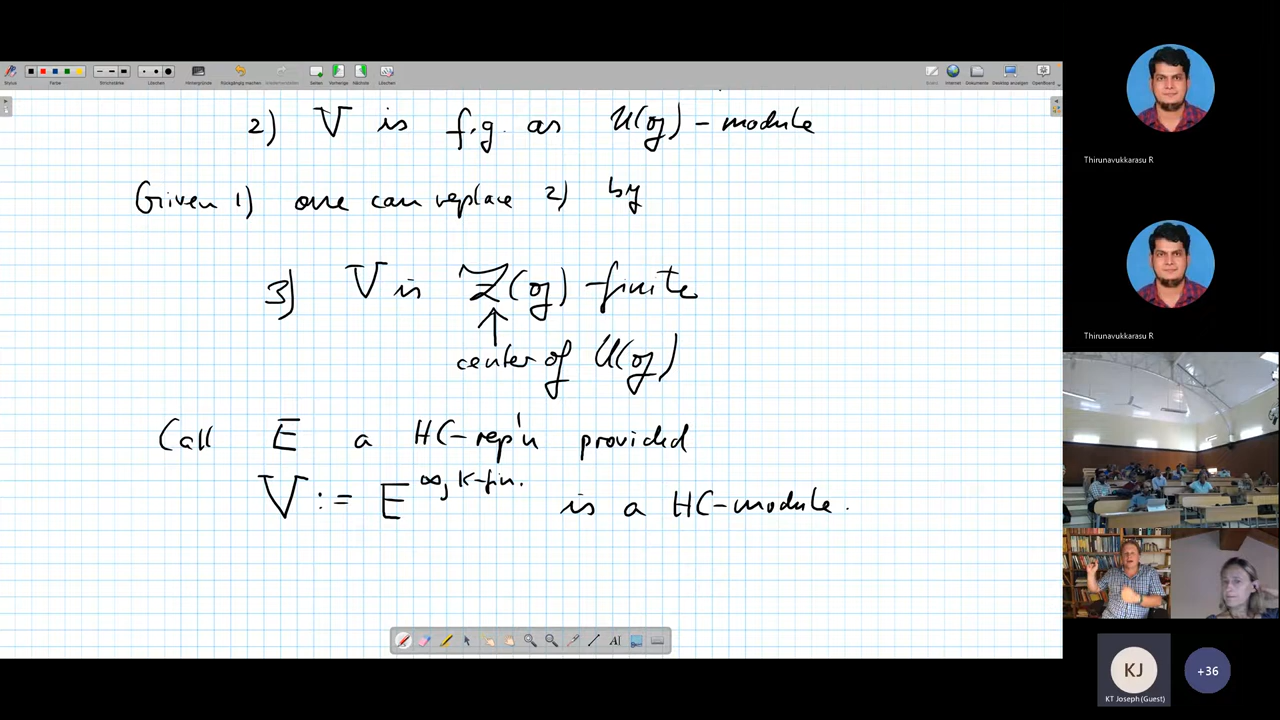 2) V is f.g. as U(g) - module
Given 1) one can replace 2) by
3) V is Z(g) - finite
↑
center of U(g)
Call E a HC-rep'n provided
V := E^∞, K-fin. is a HC-module.
Thirunavukkarasu R
Thirunavukkarasu R
KJ
+36
KT Joseph (Guest)